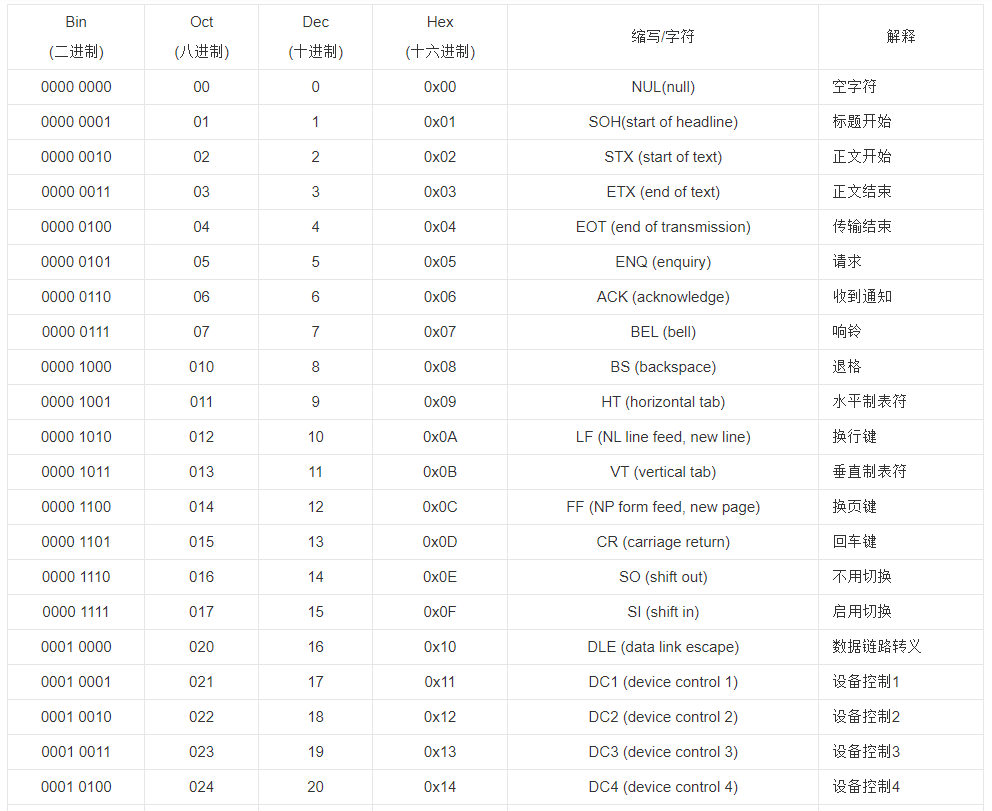 Bin Oct Dec Hex 缩写/字符 解释
(二进制) (八进制) (十进制) (十六进制)
0000 0000 00 0 0x00 NUL(null) 空字符
0000 0001 01 1 0x01 SOH(start of headline) 标题开始
0000 0010 02 2 0x02 STX (start of text) 正文开始
0000 0011 03 3 0x03 ETX (end of text) 正文结束
0000 0100 04 4 0x04 EOT (end of transmission) 传输结束
0000 0101 05 5 0x05 ENQ (enquiry) 请求
0000 0110 06 6 0x06 ACK (acknowledge) 收到通知
0000 0111 07 7 0x07 BEL (bell) 响铃
0000 1000 010 8 0x08 BS (backspace) 退格
0000 1001 011 9 0x09 HT (horizontal tab) 水平制表符
0000 1010 012 10 0x0A LF (NL line feed, new line) 换行键
0000 1011 013 11 0x0B VT (vertical tab) 垂直制表符
0000 1100 014 12 0x0C FF (NP form feed, new page) 换页键
0000 1101 015 13 0x0D CR (carriage return) 回车键
0000 1110 016 14 0x0E SO (shift out) 不用切换
0000 1111 017 15 0x0F SI (shift in) 启用切换
0001 0000 020 16 0x10 DLE (data link escape) 数据链路转义
0001 0001 021 17 0x11 DC1 (device control 1) 设备控制1
0001 0010 022 18 0x12 DC2 (device control 2) 设备控制2
0001 0011 023 19 0x13 DC3 (device control 3) 设备控制3
0001 0100 024 20 0x14 DC4 (device control 4) 设备控制4